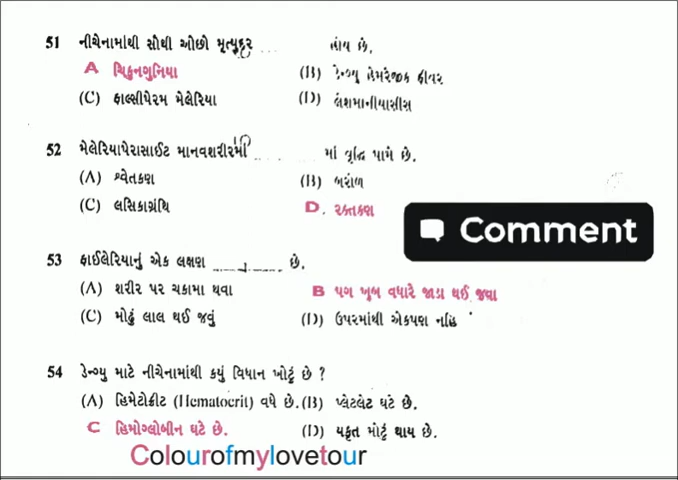 51 નીચેનામાંથી સૌથી ઓછો મૃત્યુદર ... હોય છે.
A ચિકુનગુનિયા (B) ડેન્ગ્યુ હેમરેજીક ફીવર
(C) ફાલ્સીપેરમ મેલેરિયા (D) લેશમાનીયાસીસ
52 મેલેરિયાપેરાસાઈટ માનવશરીરમાં ... માં વૃદ્ધિ પામે છે.
(A) શ્વેતકણ (B) બરોળ
(C) લસિકાગ્રંથિ D. રક્તકણ
Comment
53 ફાઈલેરિયાનું એક લક્ષણ ____ છે.
(A) શરીર પર ચકામા થવા B પગ ખુબ વધારે જાડા થઈ જવા
(C) મોઢું લાલ થઈ જવું (D) ઉપરમાંથી એકપણ નહિ
54 ડેન્ગ્યુ માટે નીચેનામાંથી કયું વિધાન ખોટું છે ?
(A) હિમેટોક્રીટ (Hematocrit) વધે છે. (B) પ્લેટલેટ ઘટે છે.
C હિમોગ્લોબીન ઘટે છે. (D) યકૃત મોટું થાય છે.
Colourofmylovetour